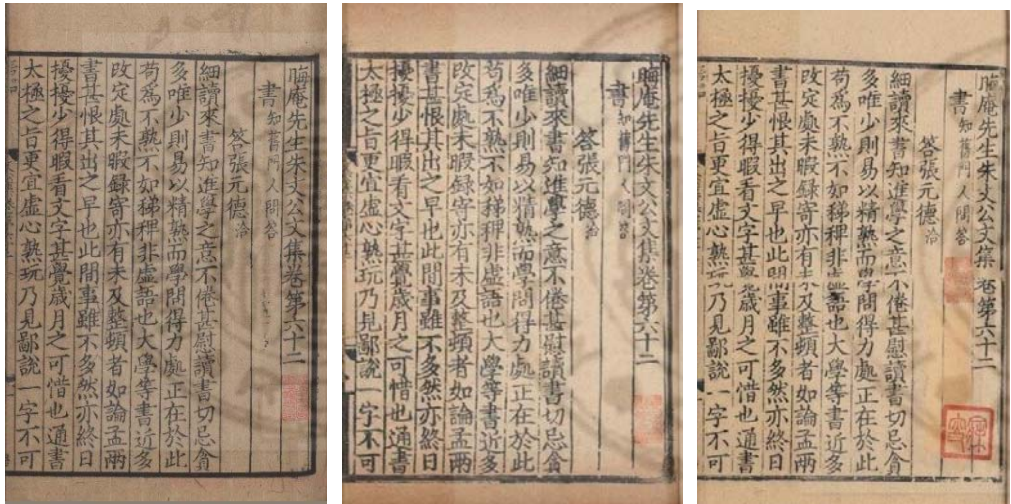 晦庵先生朱文公文集卷第六十二
書 知舊門人問答
答張元德 洽
細讀來書知進學之意不倦甚慰讀書切忌貪
多唯少則易以精熟而學問得力處正在於此
苟爲不熟不如稊稗非虛語也大學等書近多
改定處未暇録寄亦有未及整頓者如論孟兩
書甚恨其出之早也此間事雖不多然亦終日
擾擾少得暇看文字甚覺歲月之可惜也通書
太極之旨更宜虛心熟玩乃見鄙説一字不可
晦庵先生朱文公文集卷第六十二
書 知舊門人問答
答張元德 洽
細讀來書知進學之意不倦甚慰讀書切忌貪
多唯少則易以精熟而學問得力處正在於此
苟爲不熟不如稊稗非虛語也大學等書近多
改定處未暇録寄亦有未及整頓者如論孟兩
書甚恨其出之早也此間事雖不多然亦終日
擾擾少得暇看文字甚覺歲月之可惜也通書
太極之旨更宜虛心熟玩乃見鄙説一字不可
晦庵先生朱文公文集卷第六十二
書 知舊門人問答
答張元德 洽
細讀來書知進學之意不倦甚慰讀書切忌貪
多唯少則易以精熟而學問得力處正在於此
苟爲不熟不如稊稗非虛語也大學等書近多
改定處未暇録寄亦有未及整頓者如論孟兩
書甚恨其出之早也此間事雖不多然亦終日
擾擾少得暇看文字甚覺歲月之可惜也通書
太極之旨更宜虛心熟玩乃見鄙説一字不可